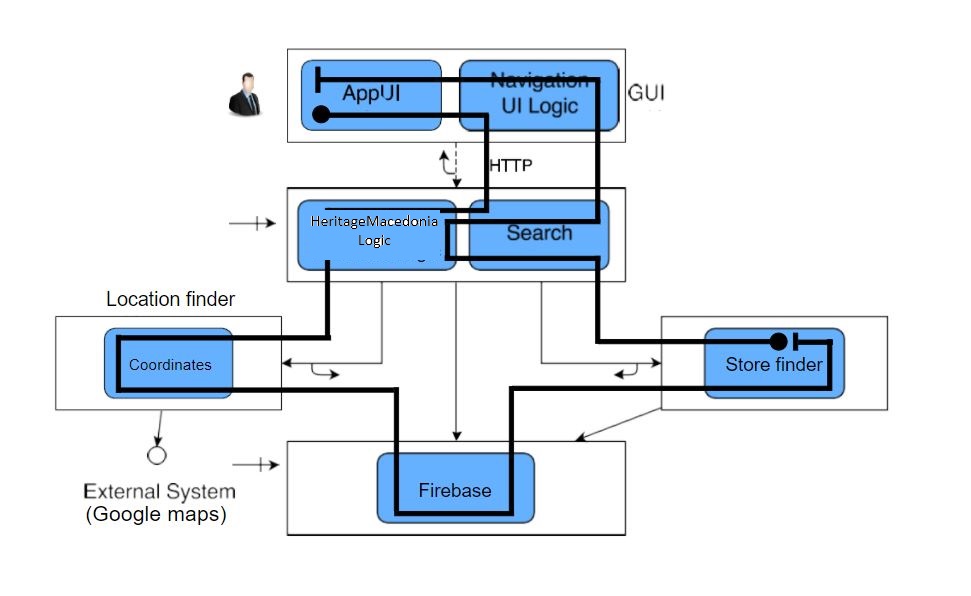 AppUI
Navigation
UI Logic
GUI
HTTP
HeritageMacedonia
Logic
Search
Location finder
Coordinates
Store finder
External System
(Google maps)
Firebase